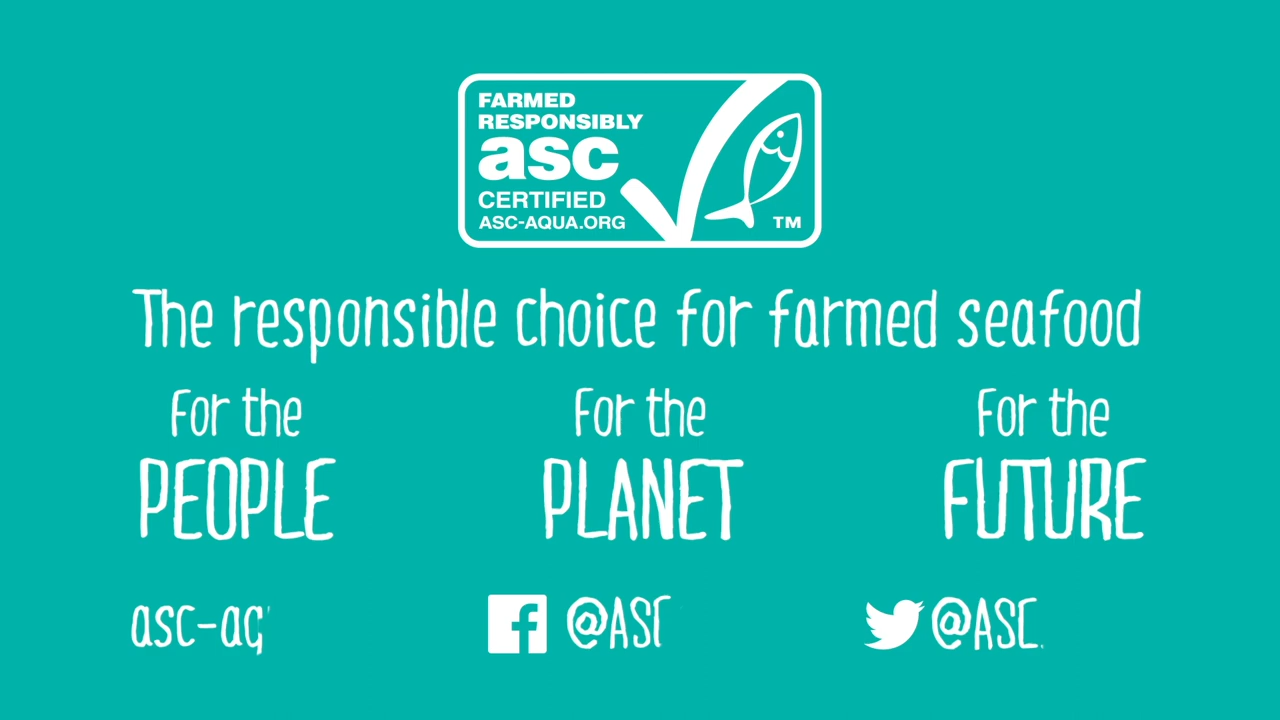 FARMED
RESPONSIBLY
asc
CERTIFIED
ASC-AQUA.ORG
TM
The responsible choice for farmed seafood
For the
PEOPLE
For the
PLANET
For the
FUTURE
@ASC